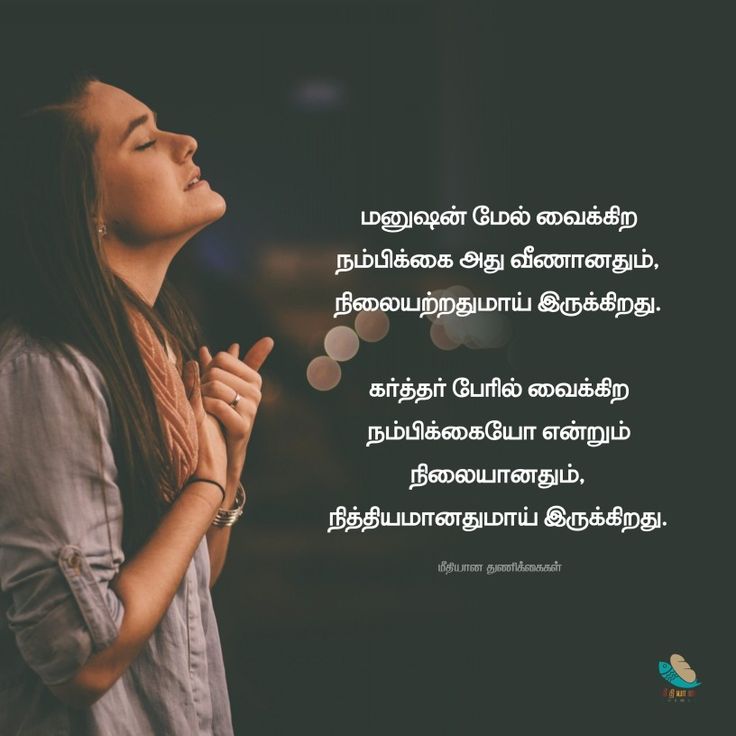 மனுஷன் மேல் வைக்கிற
நம்பிக்கை அது வீணானதும்,
நிலையற்றதுமாய் இருக்கிறது.
கர்த்தர் பேரில் வைக்கிற
நம்பிக்கையோ என்றும்
நிலையானதும்,
நித்தியமானதுமாய் இருக்கிறது.
மீதியான துணிக்கைகள்